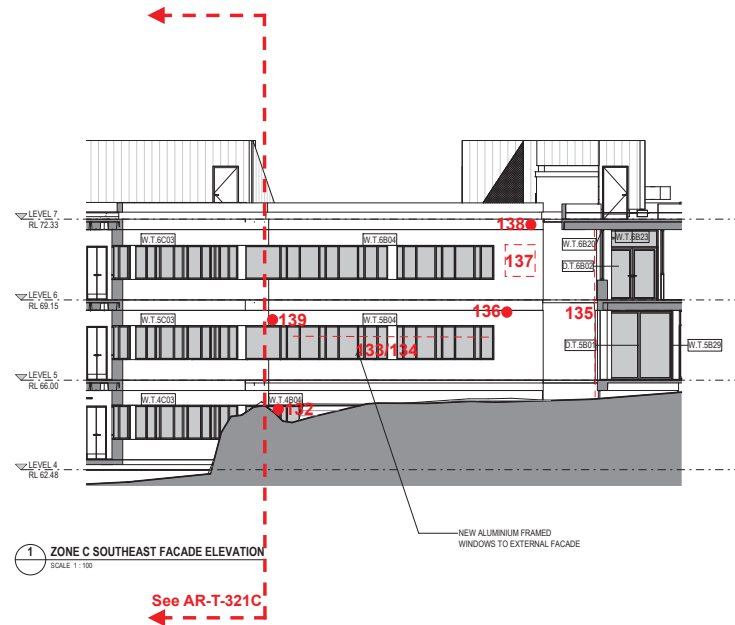 LEVEL 7
RL 72.33
138
W.T.6C03
W.T.6B04
W.T.6B20
W.T.6B23
137
D.T.6B02
LEVEL 6
RL 69.15
136
135
139
W.T.5C03
W.T.5B04
D.T.5B01
W.T.5B29
133/134
LEVEL 5
RL 66.00
W.T.4C03
W.T.4B06
132
LEVEL 4
RL 62.48
NEW ALUMINIUM FRAMED
WINDOWS TO EXTERNAL FACADE
1 ZONE C SOUTHEAST FACADE ELEVATION
SCALE 1 : 100
See AR-T-321C